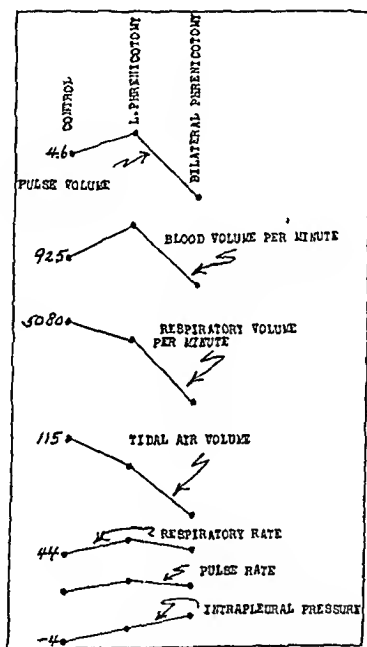 CONTROL
L. PHRENICOTOMY
BILATERAL PHRENICOTOMY
4.6
PULSE VOLUME
BLOOD VOLUME PER MINUTE
925
5080
RESPIRATORY VOLUME
PER MINUTE
115
TIDAL AIR VOLUME
RESPIRATORY RATE
44
PULSE RATE
INTRAPLEURAL PRESSURE
-4